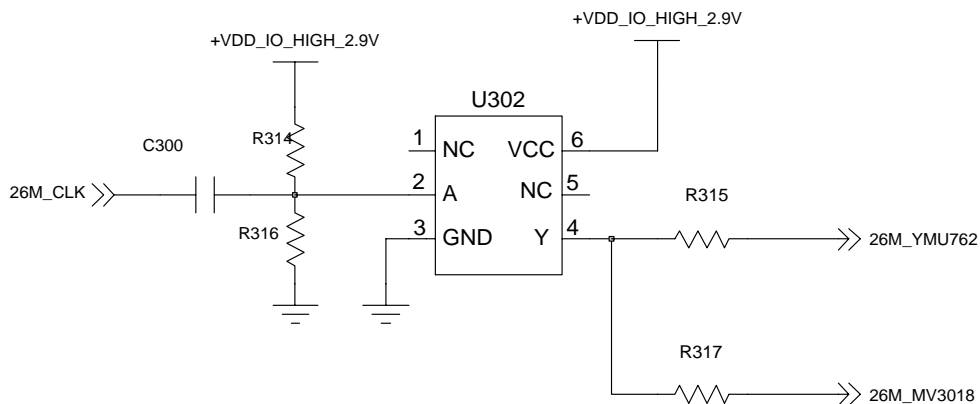 +VDD_IO_HIGH_2.9V
+VDD_IO_HIGH_2.9V
U302
C300
R314
1
NC
VCC
6
26M_CLK
2
A
NC
5
R315
R316
3
GND
Y
4
26M_YMU762
R317
26M_MV3018